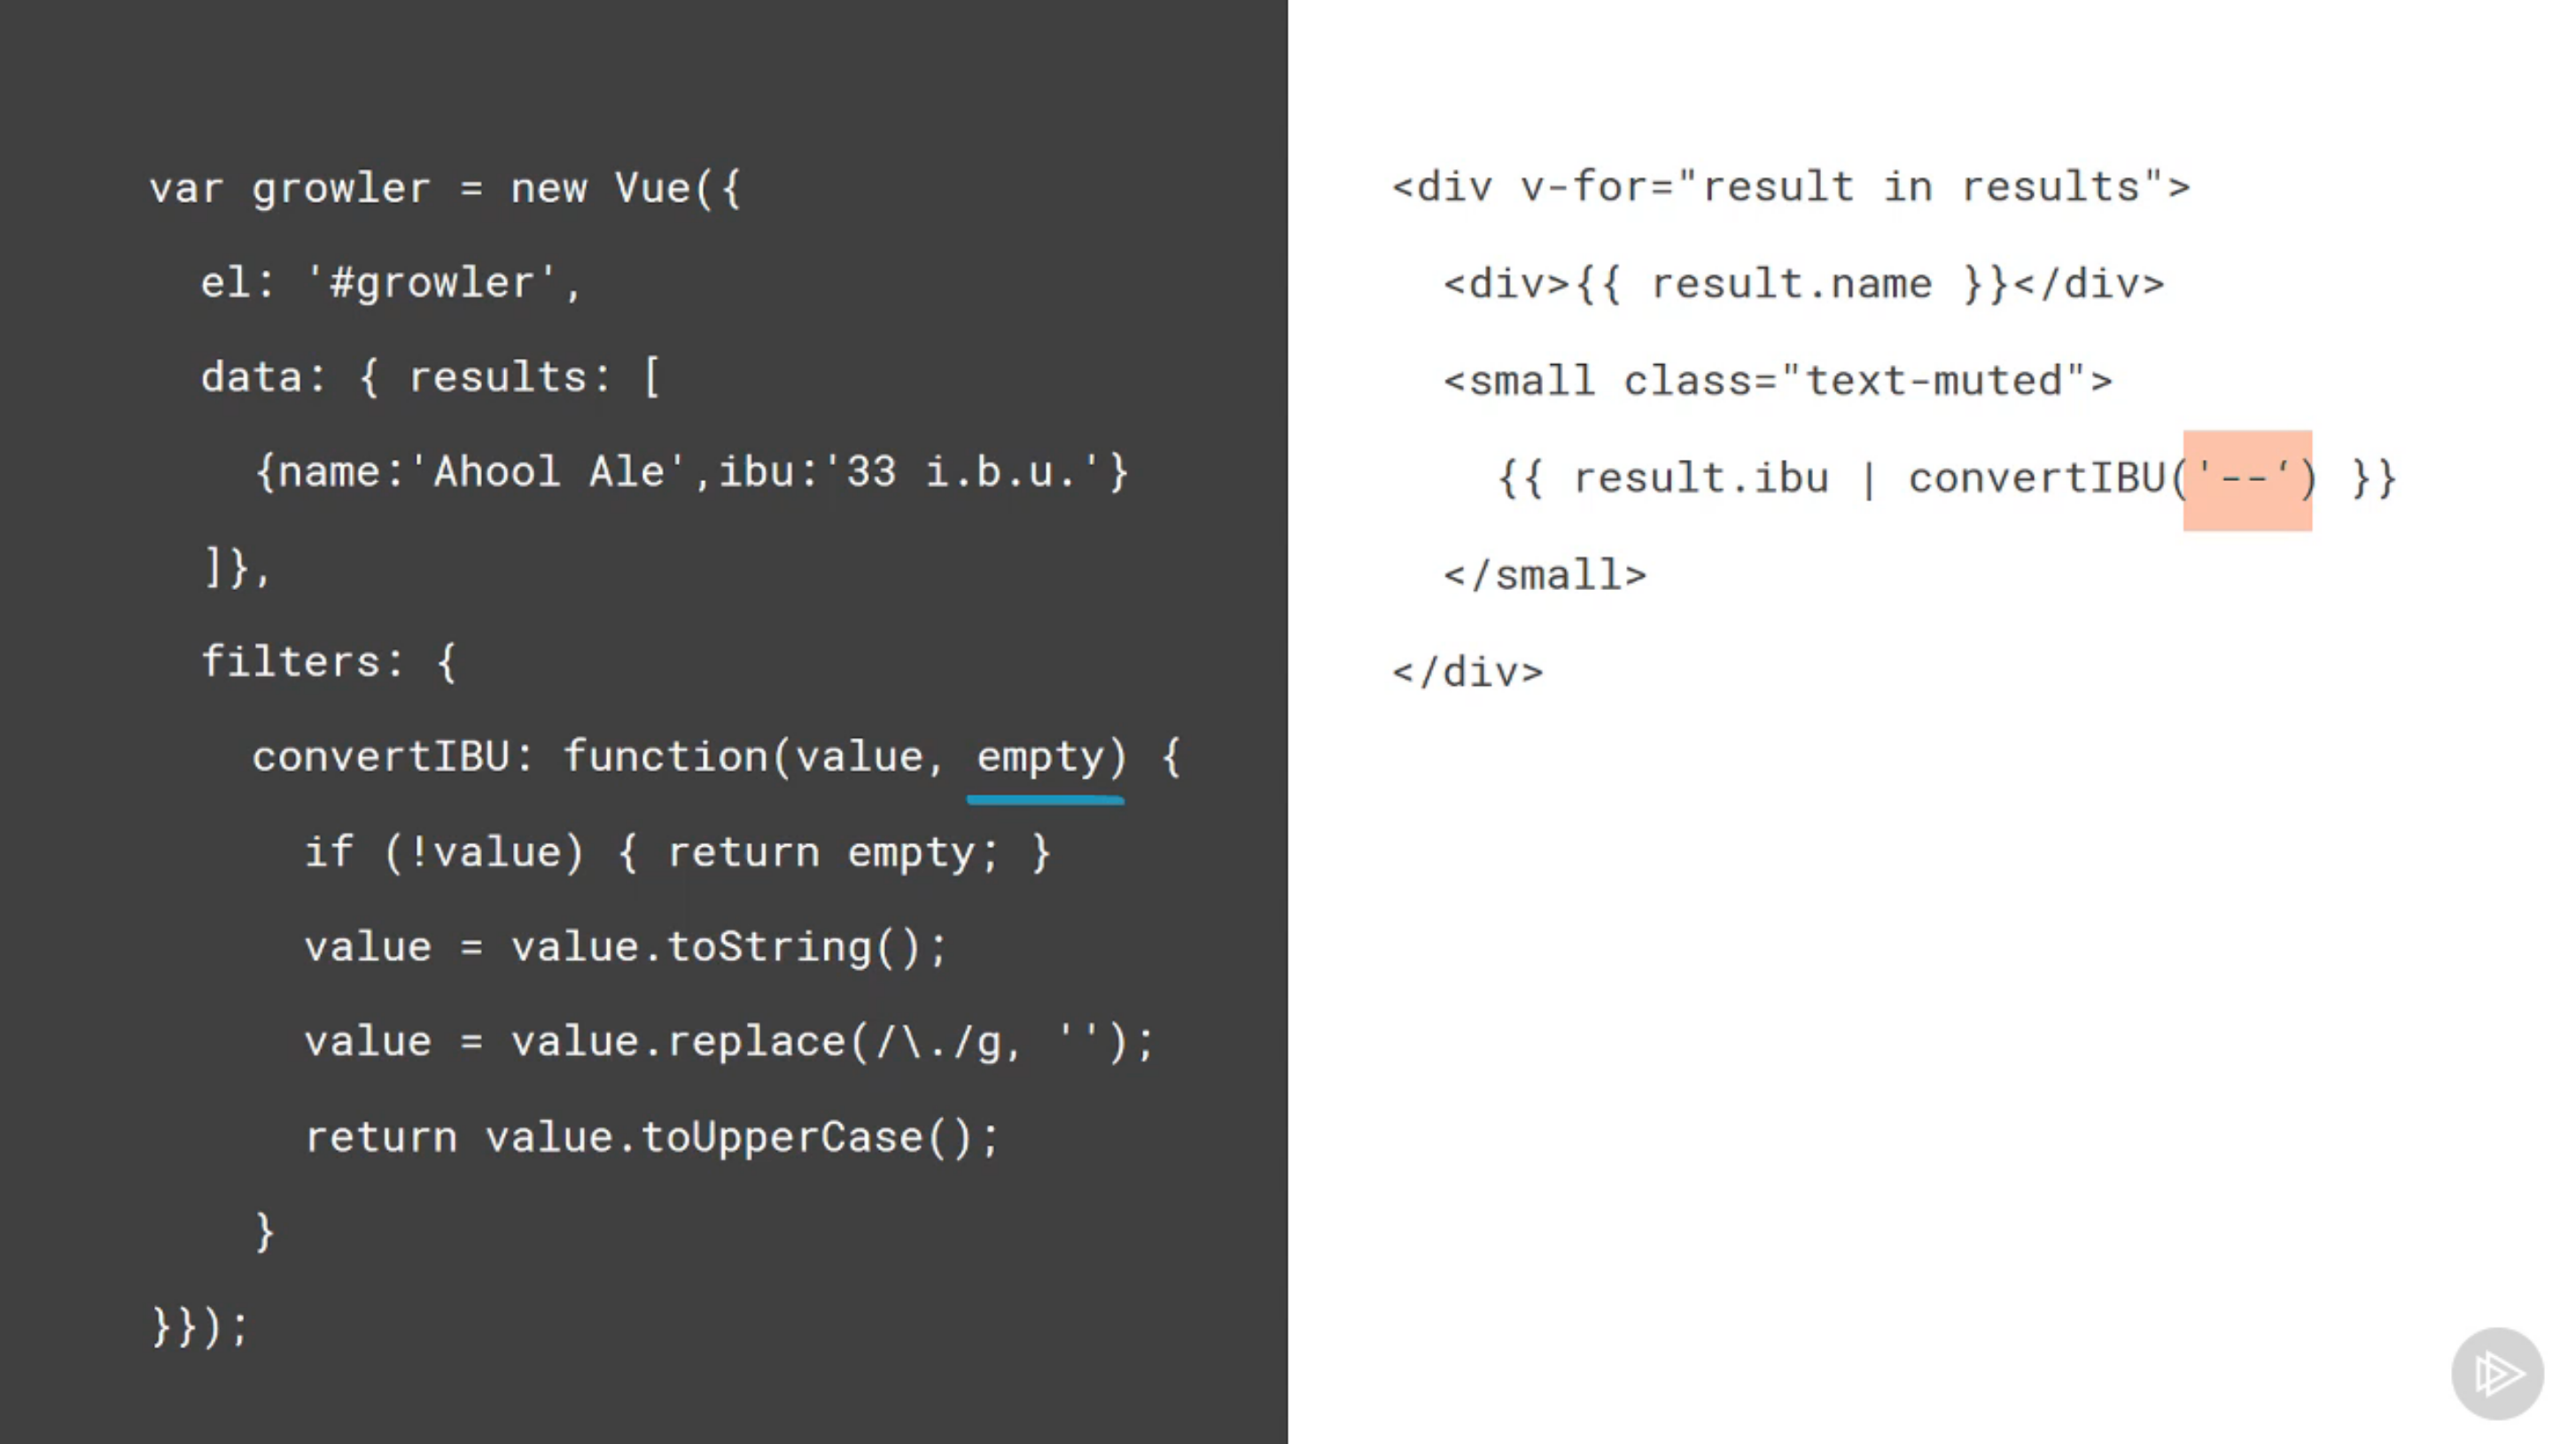 var growler = new Vue({
el: '#growler',
data: { results: [
{name:'Ahool Ale',ibu:'33 i.b.u.'}
]},
filters: {
convertIBU: function(value, empty) {
if (!value) { return empty; }
value = value.toString();
value = value.replace(/\./g, '');
return value.toUpperCase();
}
}});
<div v-for="result in results">
<div>{{ result.name }}</div>
<small class="text-muted">
{{ result.ibu | convertIBU('--‘) }}
</small>
</div>